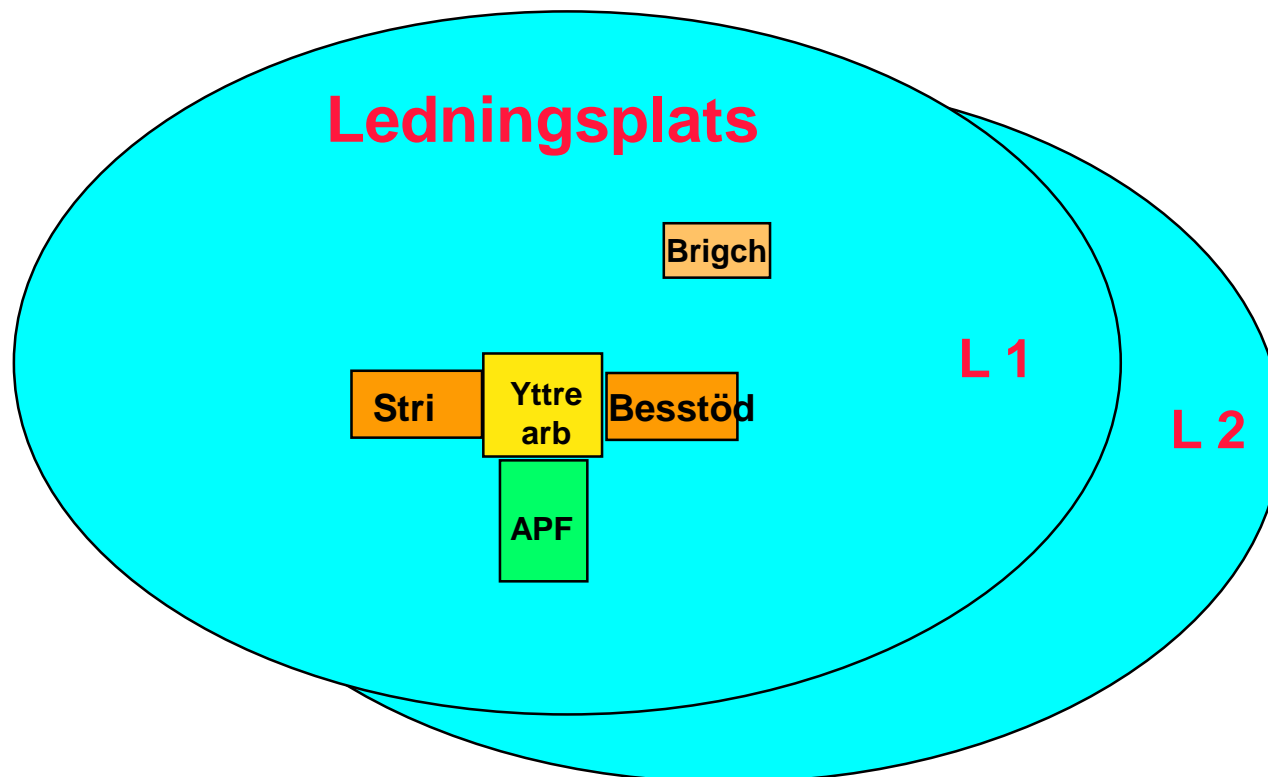 Ledningsplats
Brigch
L 1
Stri
Yttre
arb
Besstöd
L 2
APF